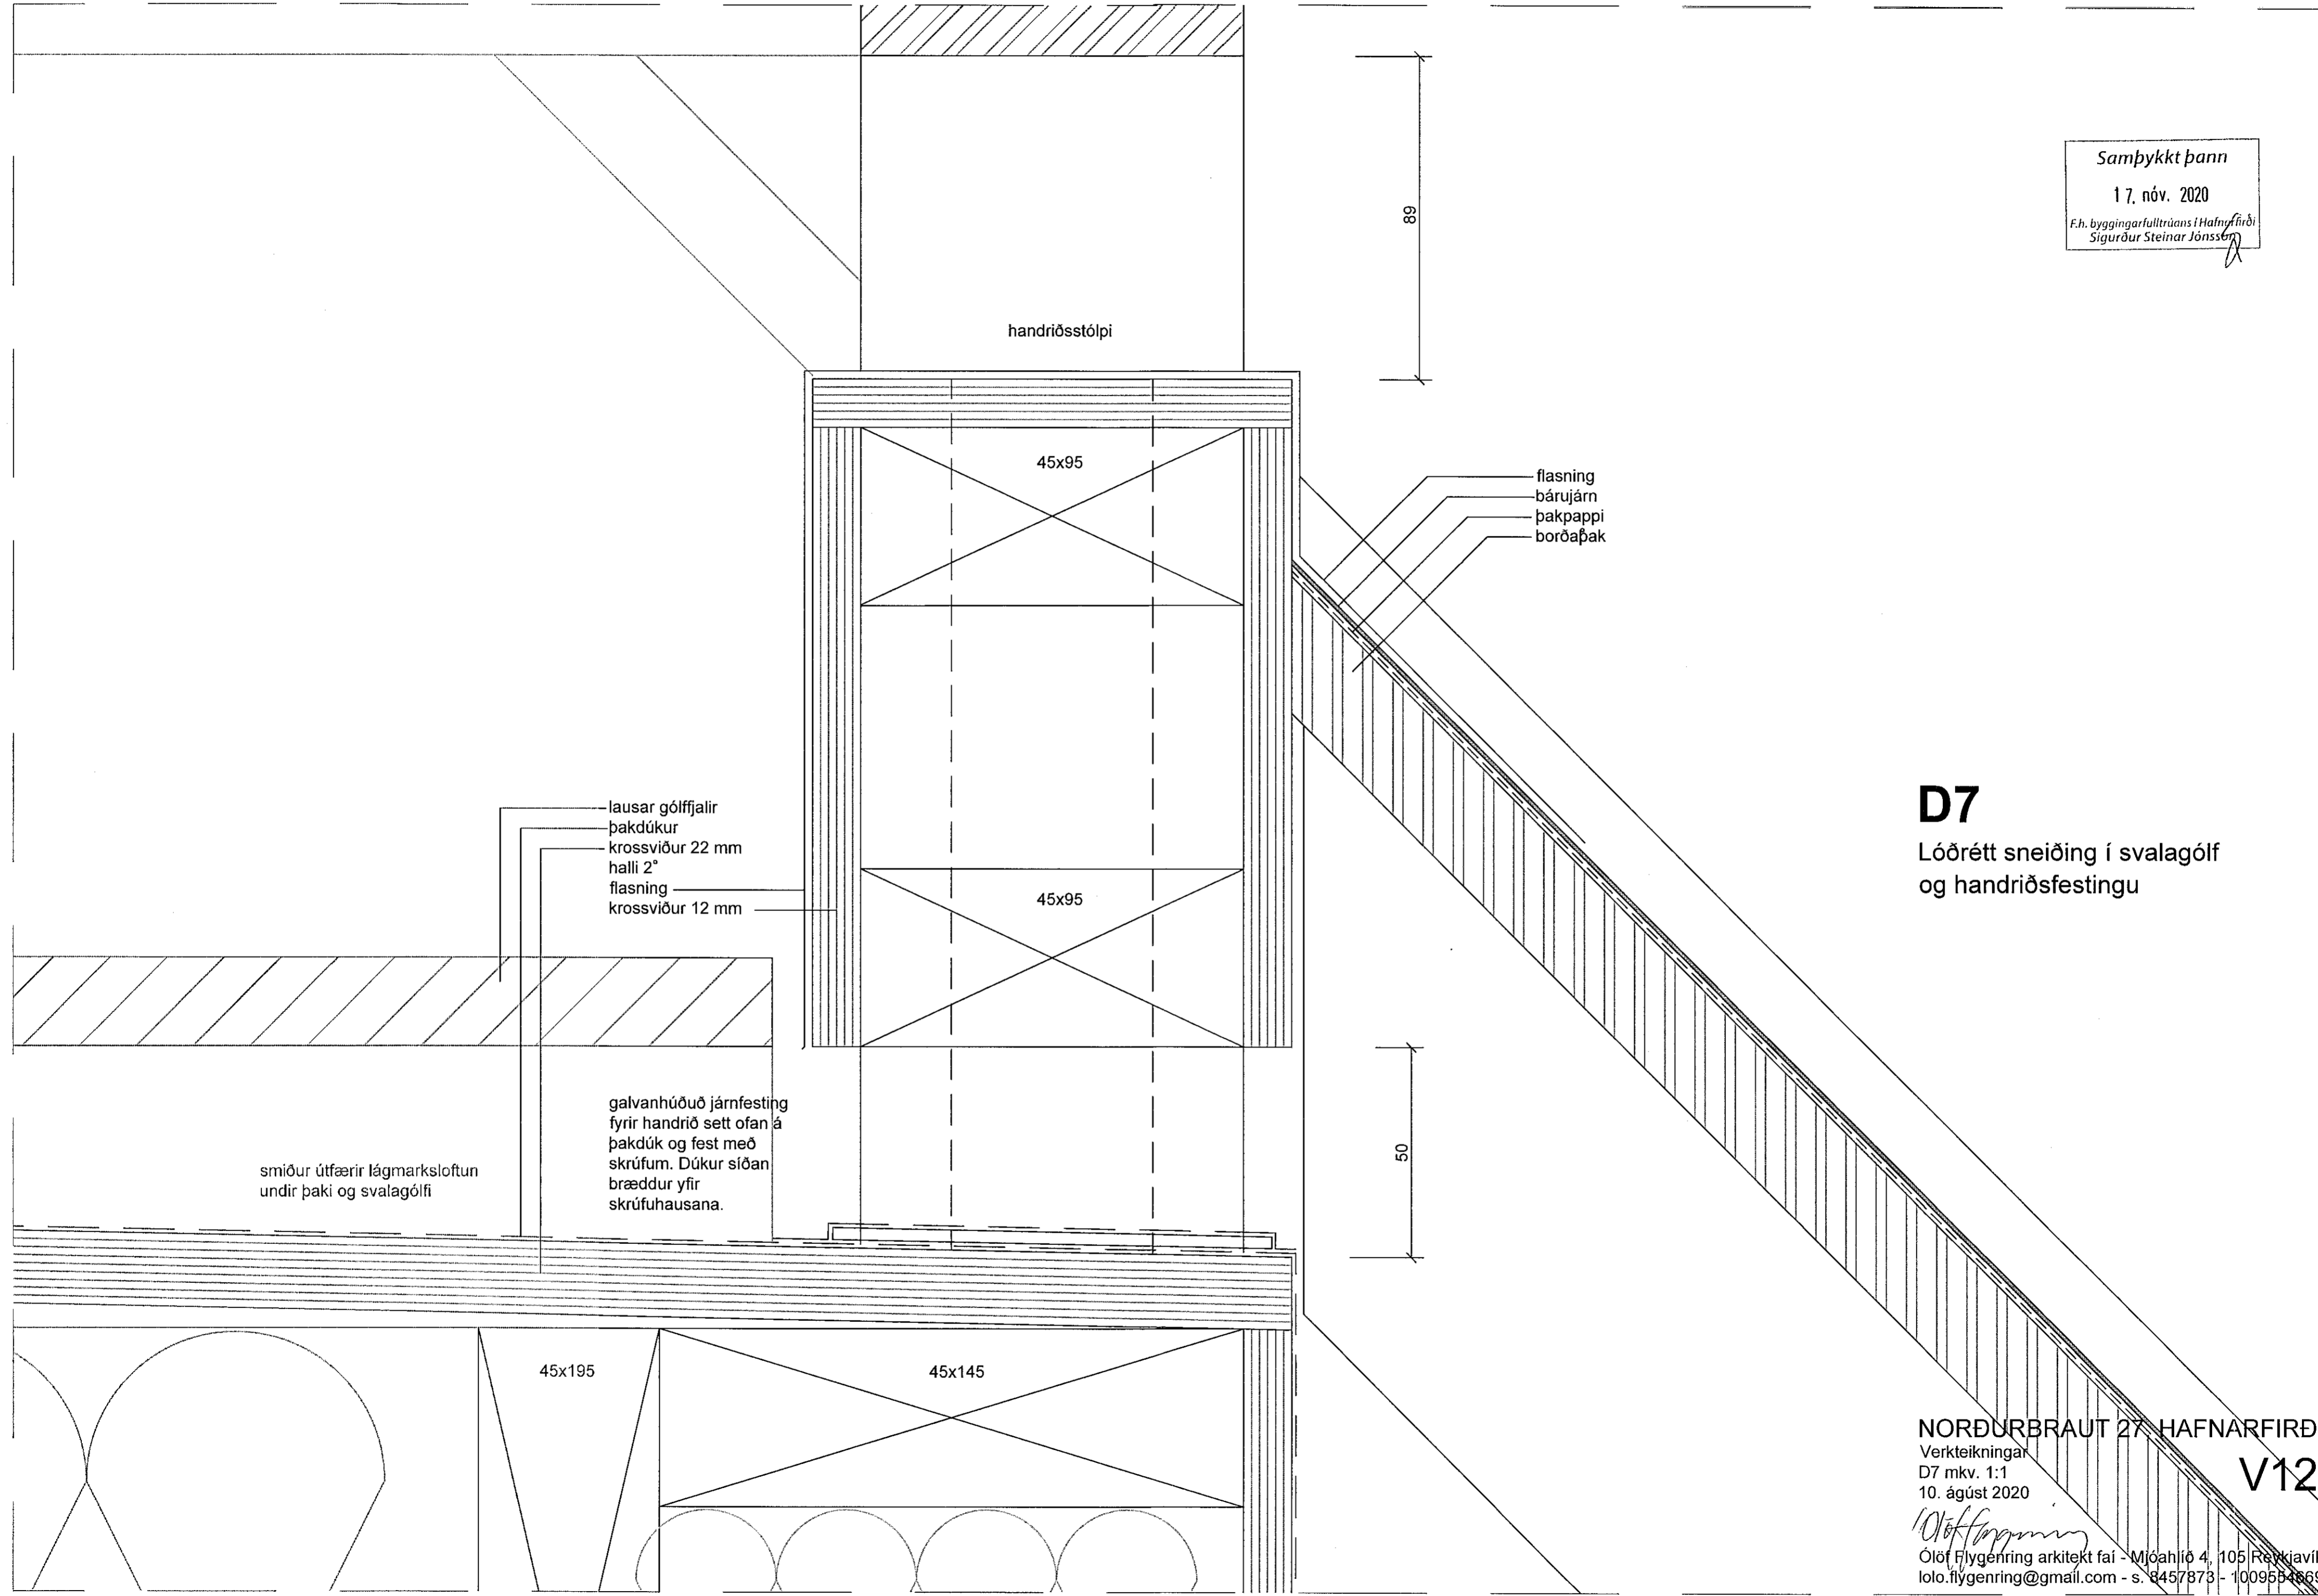 Samþykkt þann
17. nóv. 2020
F.h. byggingarfulltrúans í Hafnarfirði
Sigurður Steinar Jónsson
89
handriðsstólpi
45x95
flasning
bárujárn
þakpappi
borðaþak
lausar gólffjalir
þakdúkur
krossviður 22 mm
halli 2°
flasning
krossviður 12 mm
45x95
D7
Lóðrétt sneiðing í svalagólf
og handriðsfestingu
galvanhúðuð járnfesting
fyrir handrið sett ofan á
þakdúk og fest með
skrúfum. Dúkur síðan
bræddur yfir
skrúfuhausana.
50
smiður útfærir lágmarksloftun
undir þaki og svalagólfi
45x195
45x145
NORÐURBRAUT 27, HAFNARFIRÐ
Verkteikningar
V12
D7 mkv. 1:1
10. ágúst 2020
Ólöf Flygenring arkitekt faí - Mjóahlíð 4, 105 Reykjavík
lolo.flygenring@gmail.com - s. 8457873 -